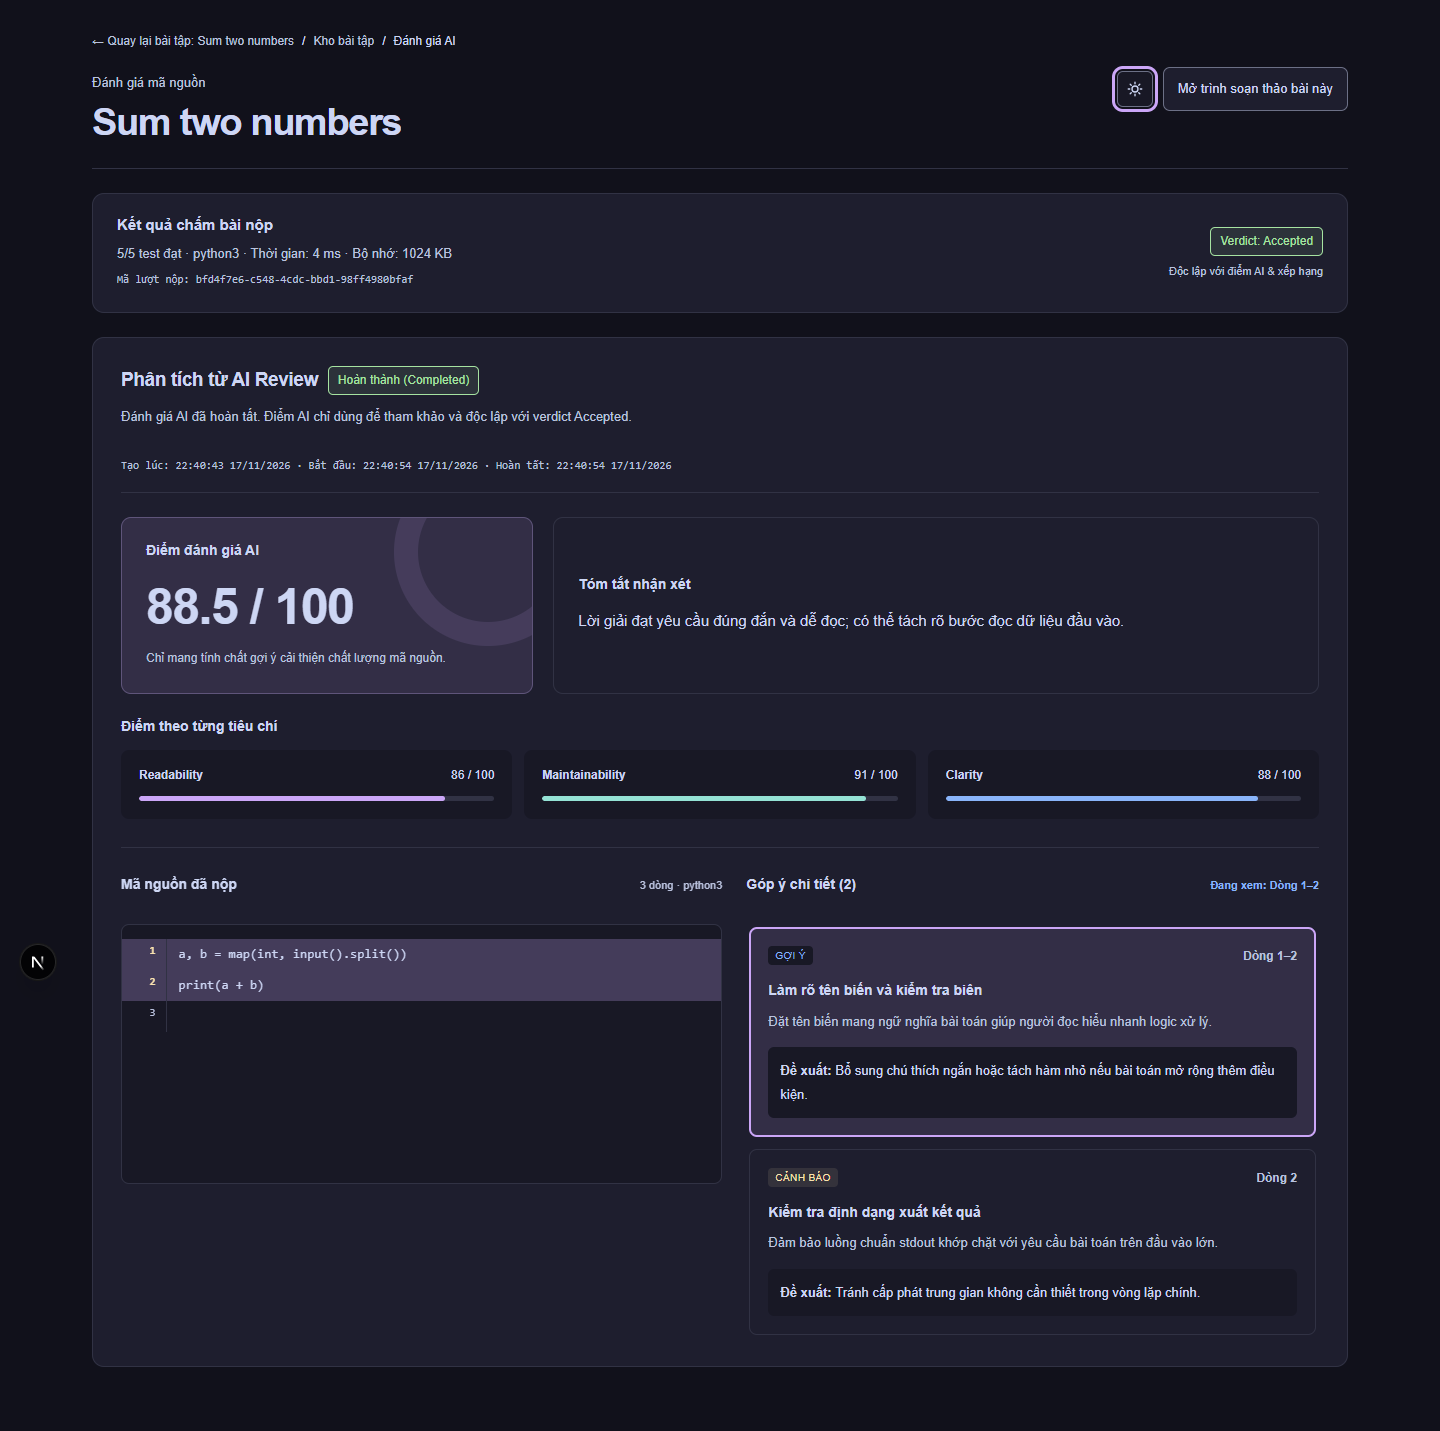 ← Quay lại bài tập: Sum two numbers / Kho bài tập / Đánh giá AI
Đánh giá mã nguồn
Sum two numbers
Mở trình soạn thảo bài này
Kết quả chấm bài nộp
5/5 test đạt · python3 · Thời gian: 4 ms · Bộ nhớ: 1024 KB
Mã lượt nộp: bfd4f7e6-c548-4cdc-bbd1-98ff4980bfaf
Verdict: Accepted
Độc lập với điểm AI & xếp hạng
Phân tích từ AI Review
Hoàn thành (Completed)
Đánh giá AI đã hoàn tất. Điểm AI chỉ dùng để tham khảo và độc lập với verdict Accepted.
Tạo lúc: 22:40:43 17/11/2026 · Bắt đầu: 22:40:54 17/11/2026 · Hoàn tất: 22:40:54 17/11/2026
Điểm đánh giá AI
88.5 / 100
Chỉ mang tính chất gợi ý cải thiện chất lượng mã nguồn.
Tóm tắt nhận xét
Lời giải đạt yêu cầu đúng đắn và dễ đọc; có thể tách rõ bước đọc dữ liệu đầu vào.
Điểm theo từng tiêu chí
Readability 86 / 100
Maintainability 91 / 100
Clarity 88 / 100
Mã nguồn đã nộp
3 dòng · python3
1 a, b = map(int, input().split())
2 print(a + b)
3
Góp ý chi tiết (2)
Đang xem: Dòng 1–2
GỢI Ý
Dòng 1–2
Làm rõ tên biến và kiểm tra biên
Đặt tên biến mang ngữ nghĩa bài toán giúp người đọc hiểu nhanh logic xử lý.
Đề xuất: Bổ sung chú thích ngắn hoặc tách hàm nhỏ nếu bài toán mở rộng thêm điều
kiện.
CẢNH BÁO
Dòng 2
Kiểm tra định dạng xuất kết quả
Đảm bảo luồng chuẩn stdout khớp chặt với yêu cầu bài toán trên đầu vào lớn.
Đề xuất: Tránh cấp phát trung gian không cần thiết trong vòng lặp chính.
N